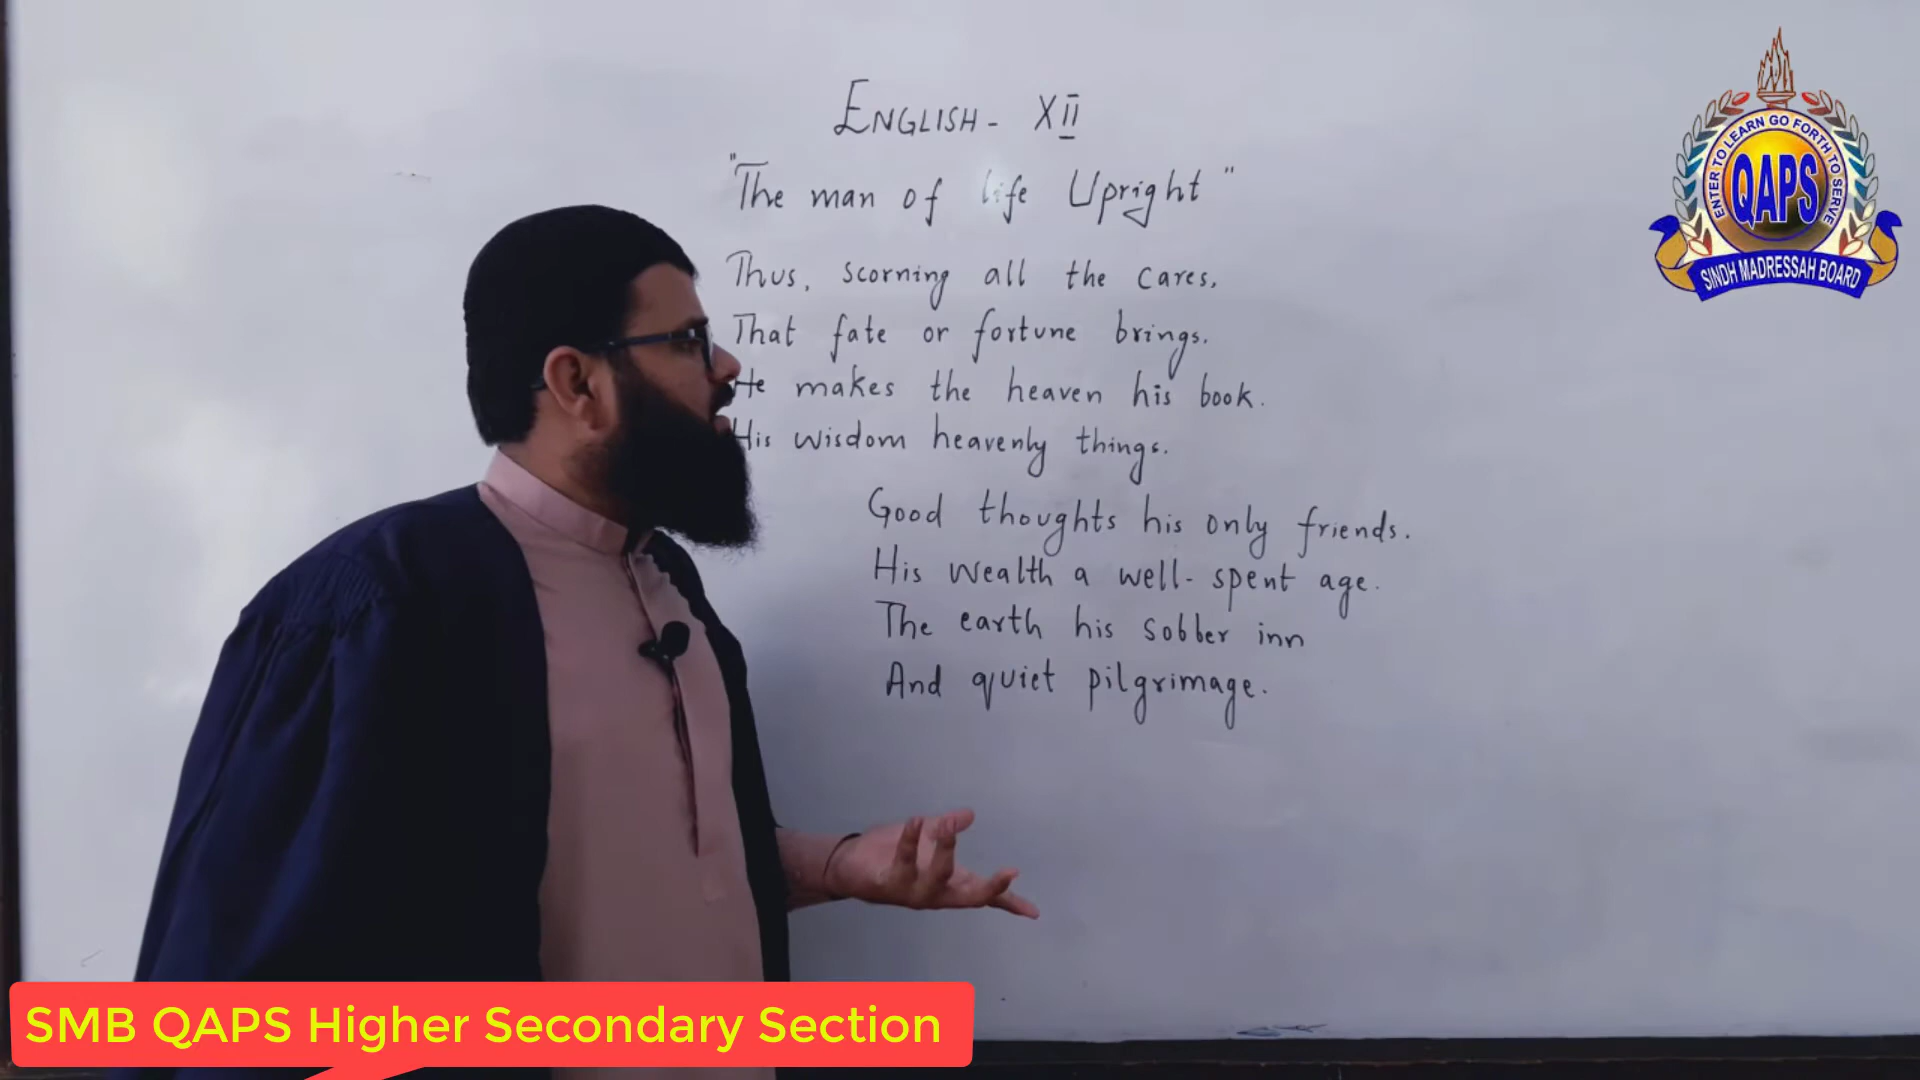 ENGLISH - XII
"The man of life Upright"
Thus, scorning all the cares,
That fate or fortune brings.
He makes the heaven his book.
His wisdom heavenly things.
Good thoughts his only friends.
His wealth a well-spent age.
The earth his sobber inn
And quiet pilgrimage.
ENTER TO LEARN GO FORTH TO SERVE
QAPS
SINDH MADRESSAH BOARD
SMB QAPS Higher Secondary Section